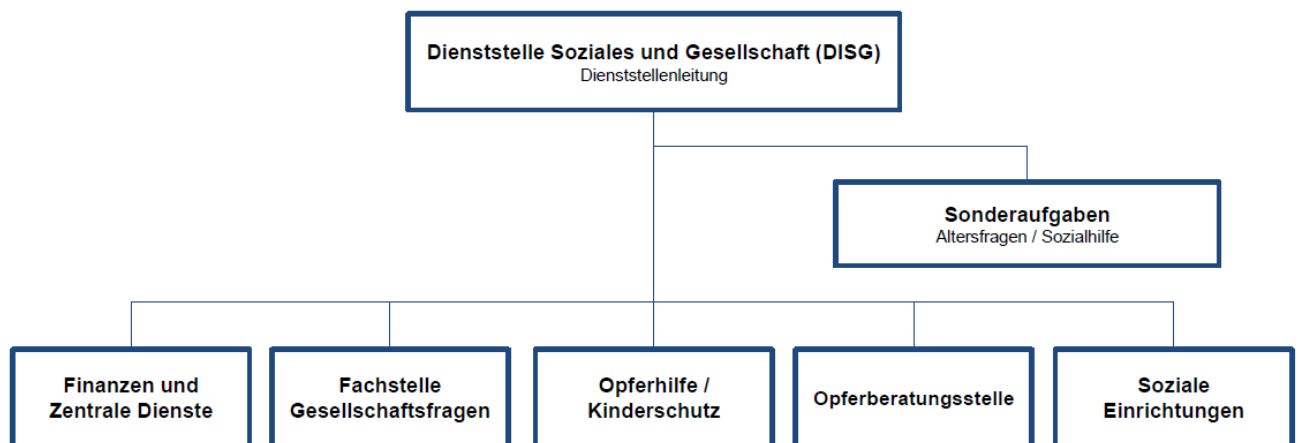 Dienststelle Soziales und Gesellschaft (DISG)
Dienststellenleitung
Sonderaufgaben
Altersfragen / Sozialhilfe
Finanzen und
Zentrale Dienste
Fachstelle
Gesellschaftsfragen
Opferhilfe /
Kinderschutz
Opferberatungsstelle
Soziale
Einrichtungen